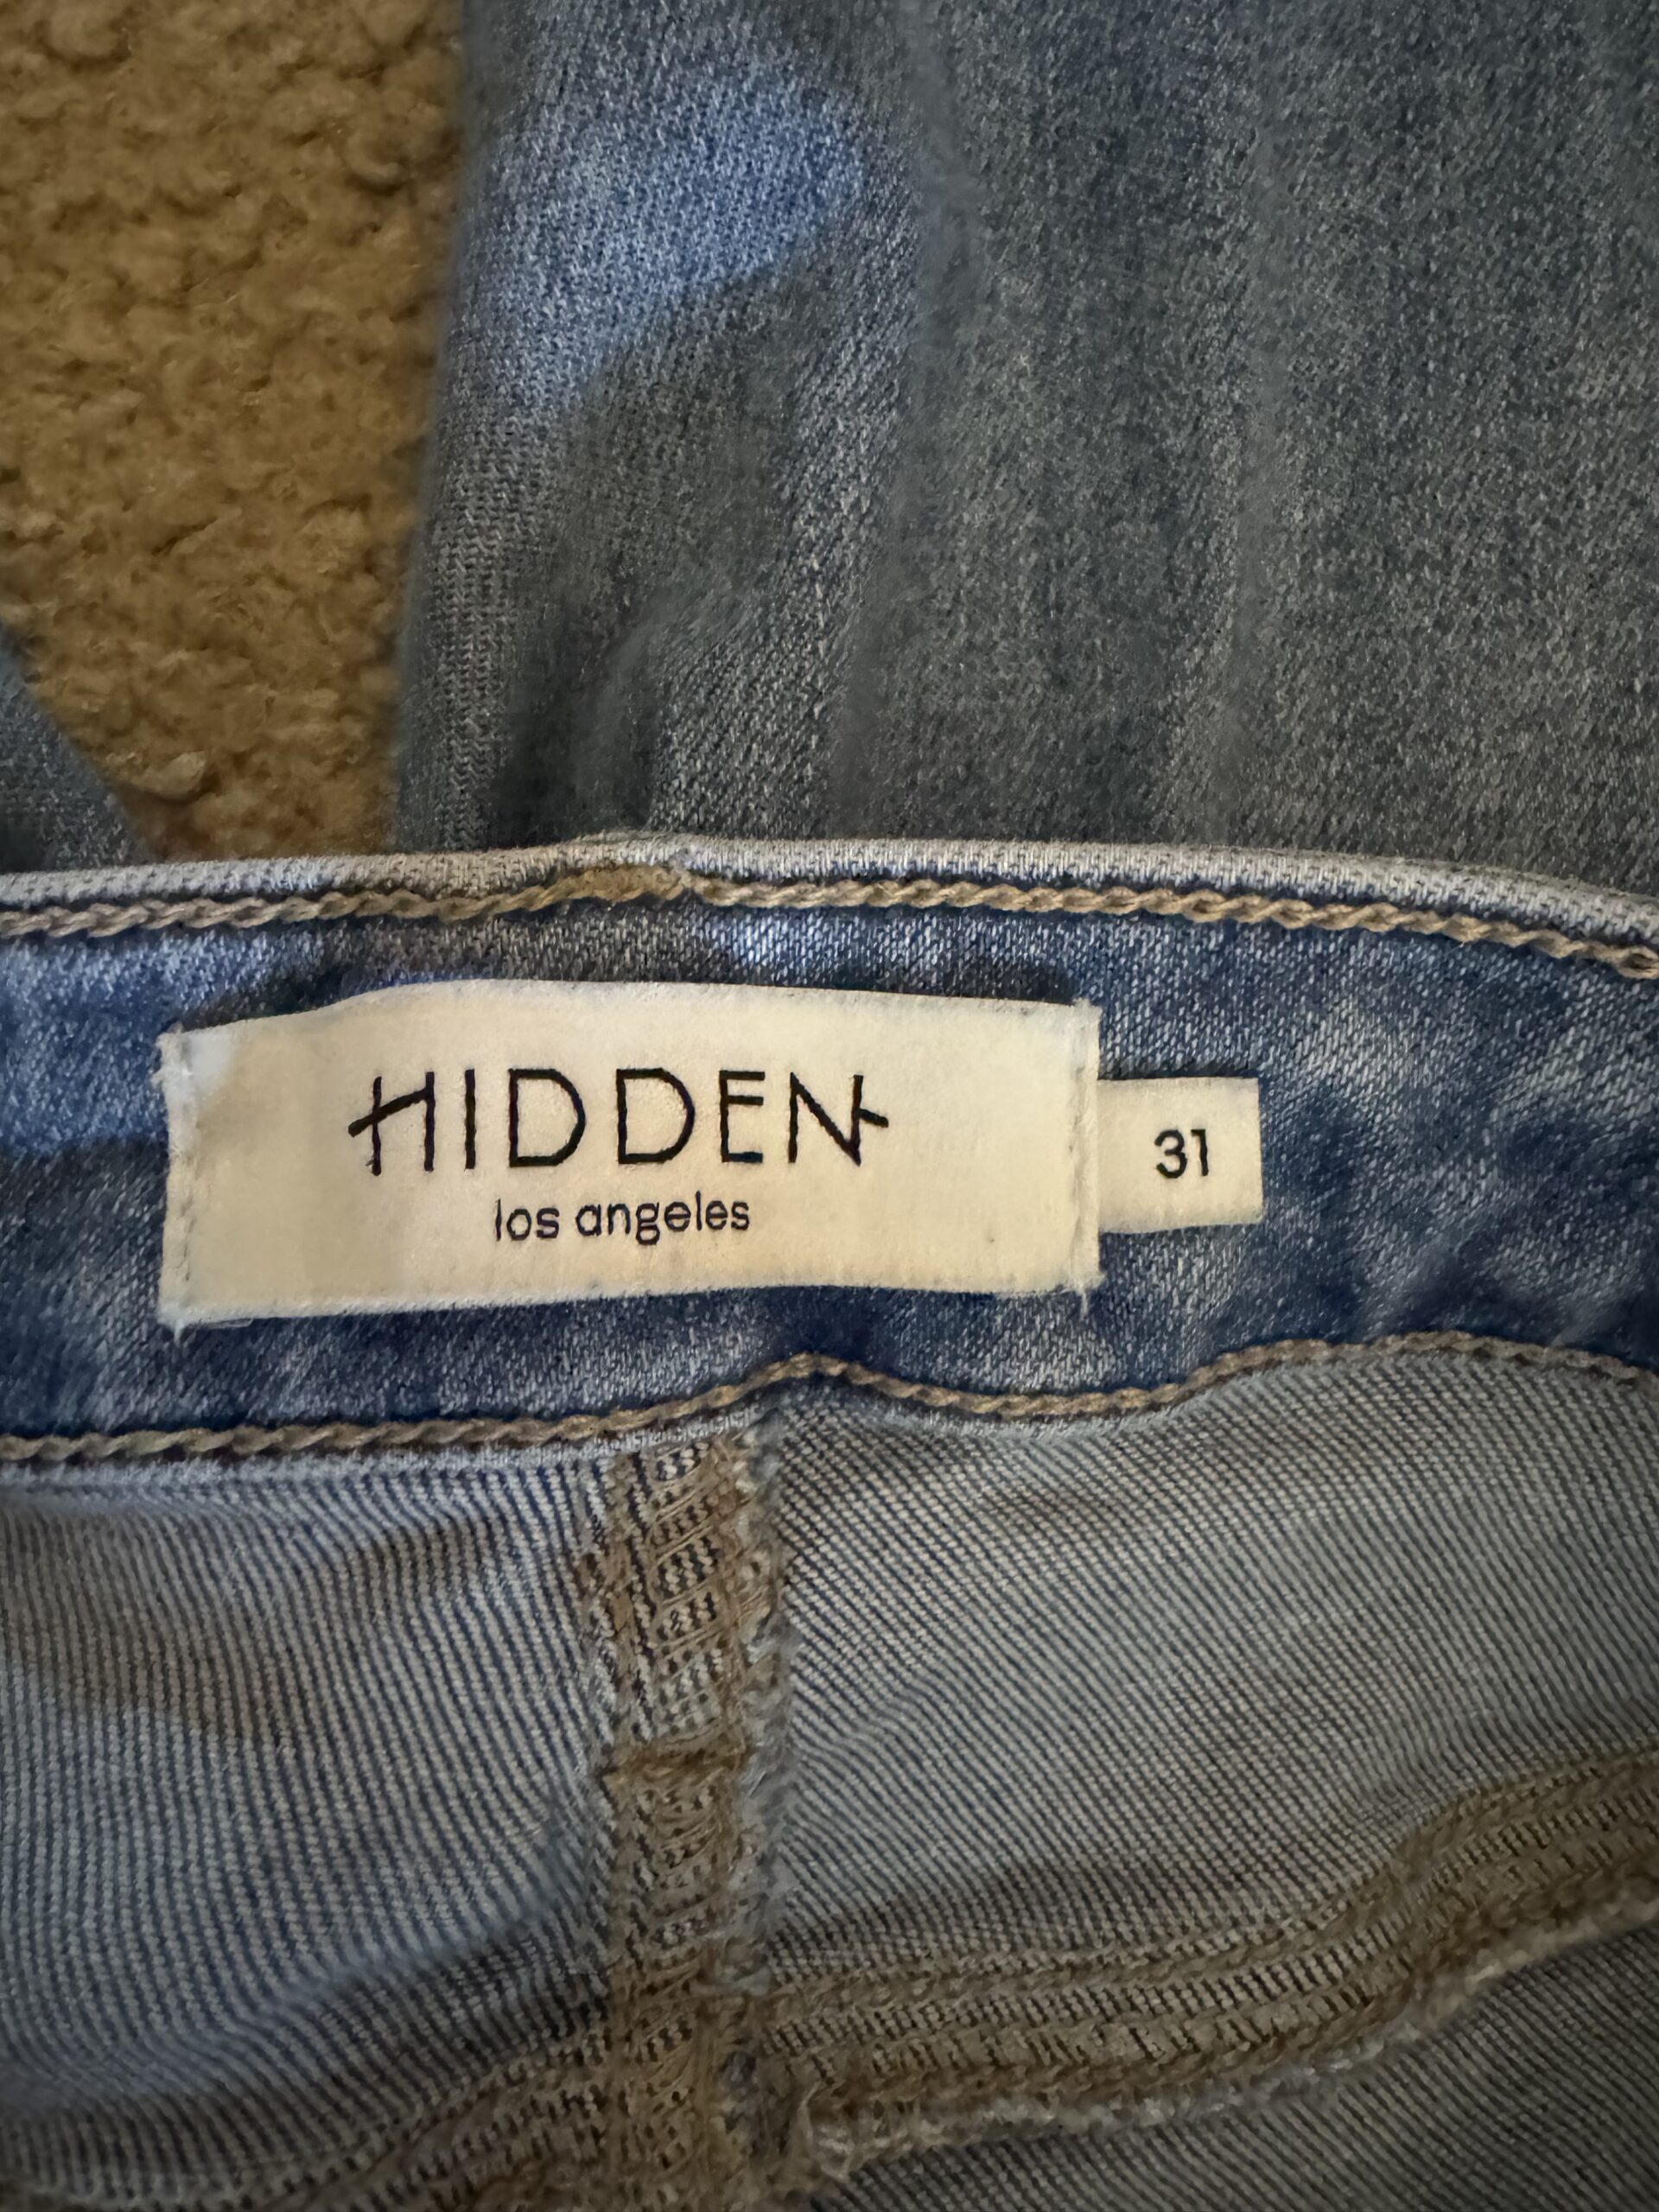 HIDDEN
los angeles
31